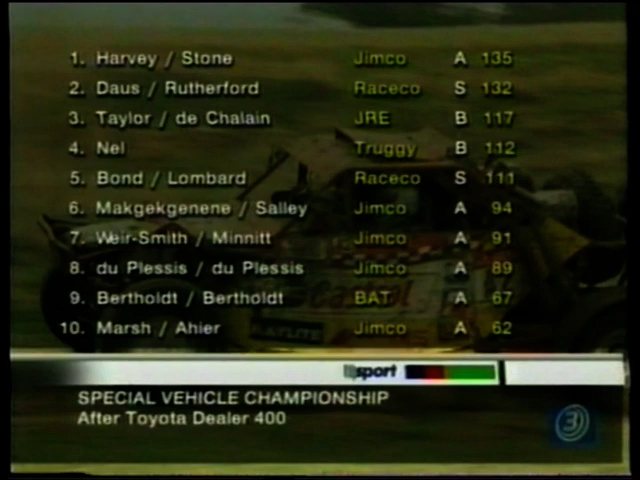 1. Harvey / Stone Jimco A 135
2. Daus / Rutherford Raceco S 132
3. Taylor / de Chalain JRE B 117
4. Nel Truggy B 112
5. Bond / Lombard Raceco S 111
6. Makgekgenene / Salley Jimco A 94
7. Weir-Smith / Minnitt Jimco A 91
8. du Plessis / du Plessis Jimco A 89
9. Bertholdt / Bertholdt BAT A 67
10. Marsh / Ahier Jimco A 62
sport
SPECIAL VEHICLE CHAMPIONSHIP
After Toyota Dealer 400
3